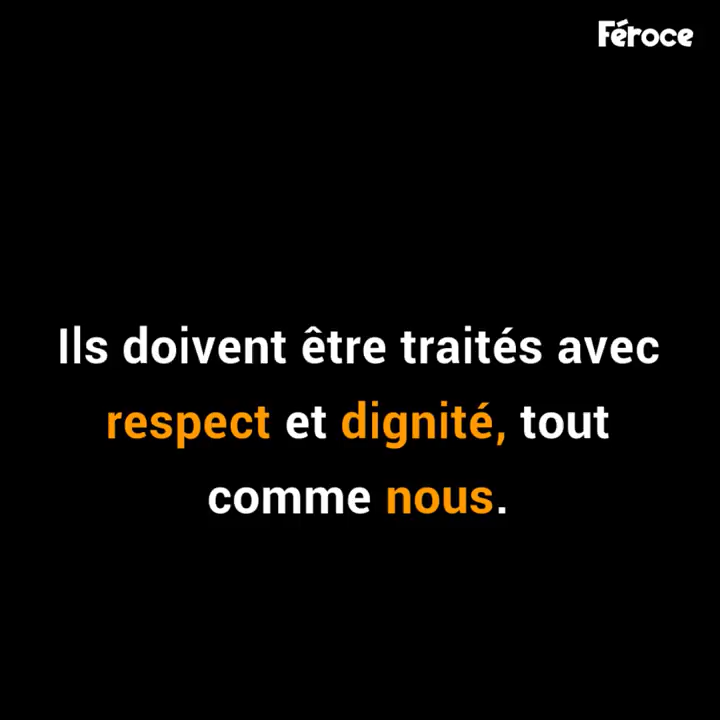 Féroce
Ils doivent être traités avec
respect et dignité, tout
comme nous.